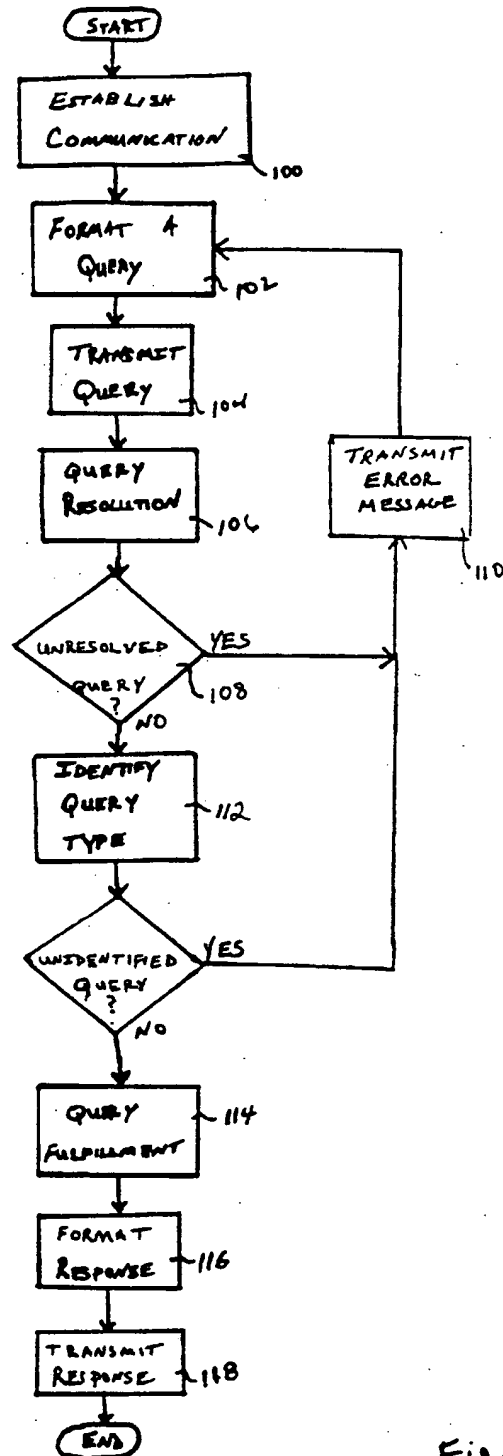 START
ESTABLISH
COMMUNICATION
100
FORMAT A
QUERY
102
TRANSMIT
QUERY
104
QUERY
RESOLUTION
106
TRANSMIT
ERROR
MESSAGE
110
UNRESOLVED
QUERY
?
108
YES
NO
IDENTIFY
QUERY
TYPE
112
UNIDENTIFIED
QUERY
?
YES
NO
QUERY
FULFILLMENT
114
FORMAT
RESPONSE
116
TRANSMIT
RESPONSE
118
END